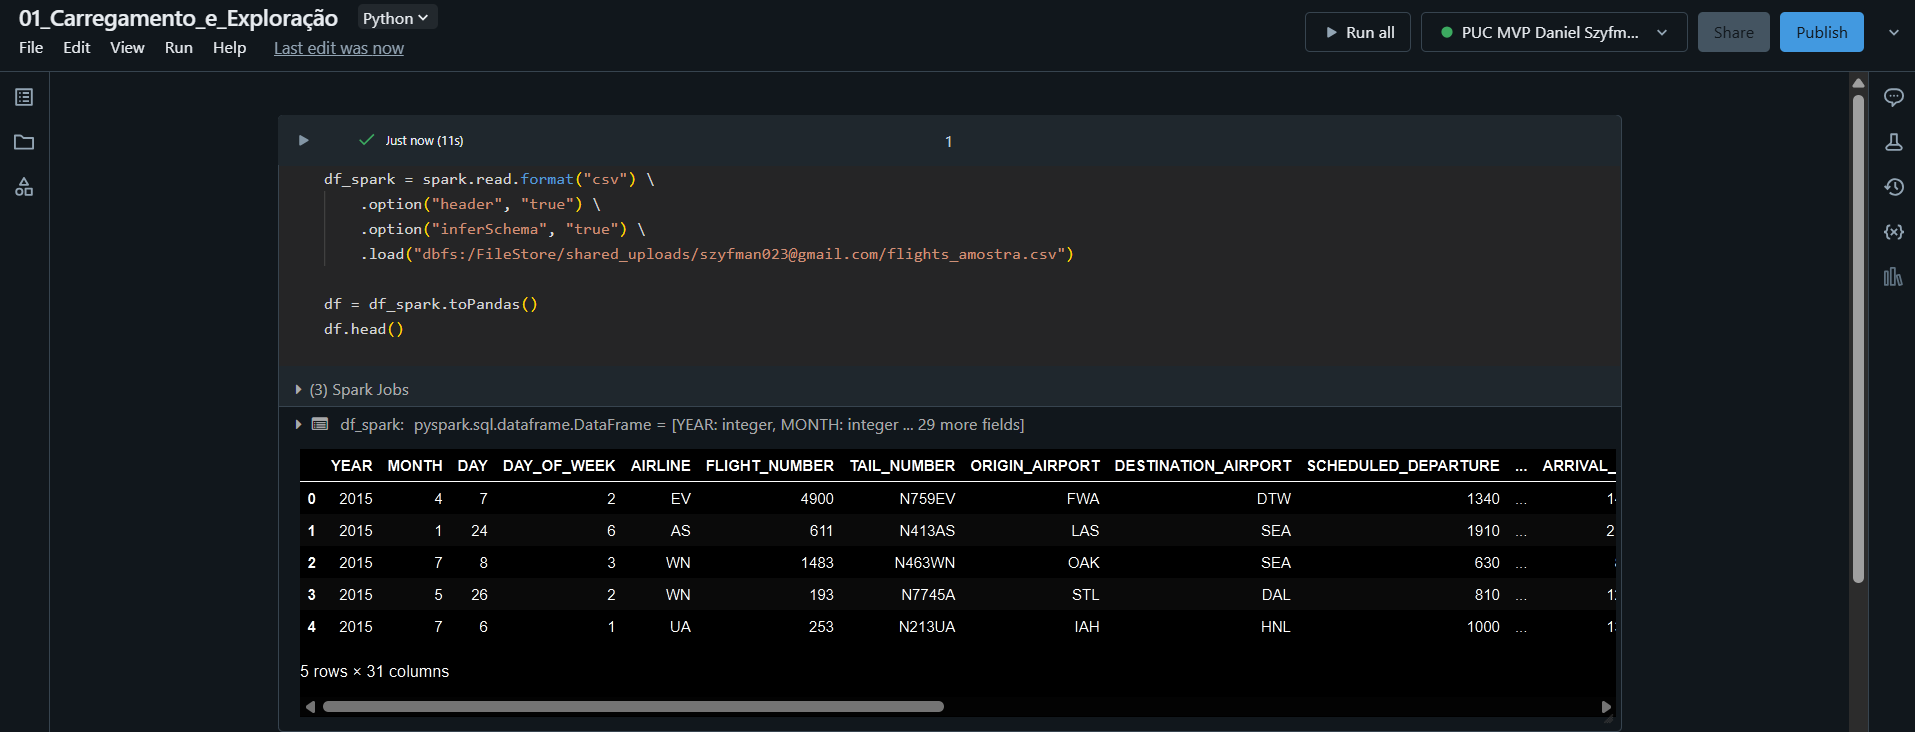 01_Carregamento_e_Exploração Python
File Edit View Run Help Last edit was now
Run all PUC MVP Daniel Szyfm... Share Publish
Just now (11s) 1
df_spark = spark.read.format("csv") \
.option("header", "true") \
.option("inferSchema", "true") \
.load("dbfs:/FileStore/shared_uploads/szyfman023@gmail.com/flights_amostra.csv")
df = df_spark.toPandas()
df.head()
(3) Spark Jobs
df_spark: pyspark.sql.dataframe.DataFrame = [YEAR: integer, MONTH: integer ... 29 more fields]
YEAR MONTH DAY DAY_OF_WEEK AIRLINE FLIGHT_NUMBER TAIL_NUMBER ORIGIN_AIRPORT DESTINATION_AIRPORT SCHEDULED_DEPARTURE ... ARRIVAL_
0 2015 4 7 2 EV 4900 N759EV FWA DTW 1340 ...
1 2015 1 24 6 AS 611 N413AS LAS SEA 1910 ...
2 2015 7 8 3 WN 1483 N463WN OAK SEA 630 ...
3 2015 5 26 2 WN 193 N7745A STL DAL 810 ...
4 2015 7 6 1 UA 253 N213UA IAH HNL 1000 ...
5 rows × 31 columns